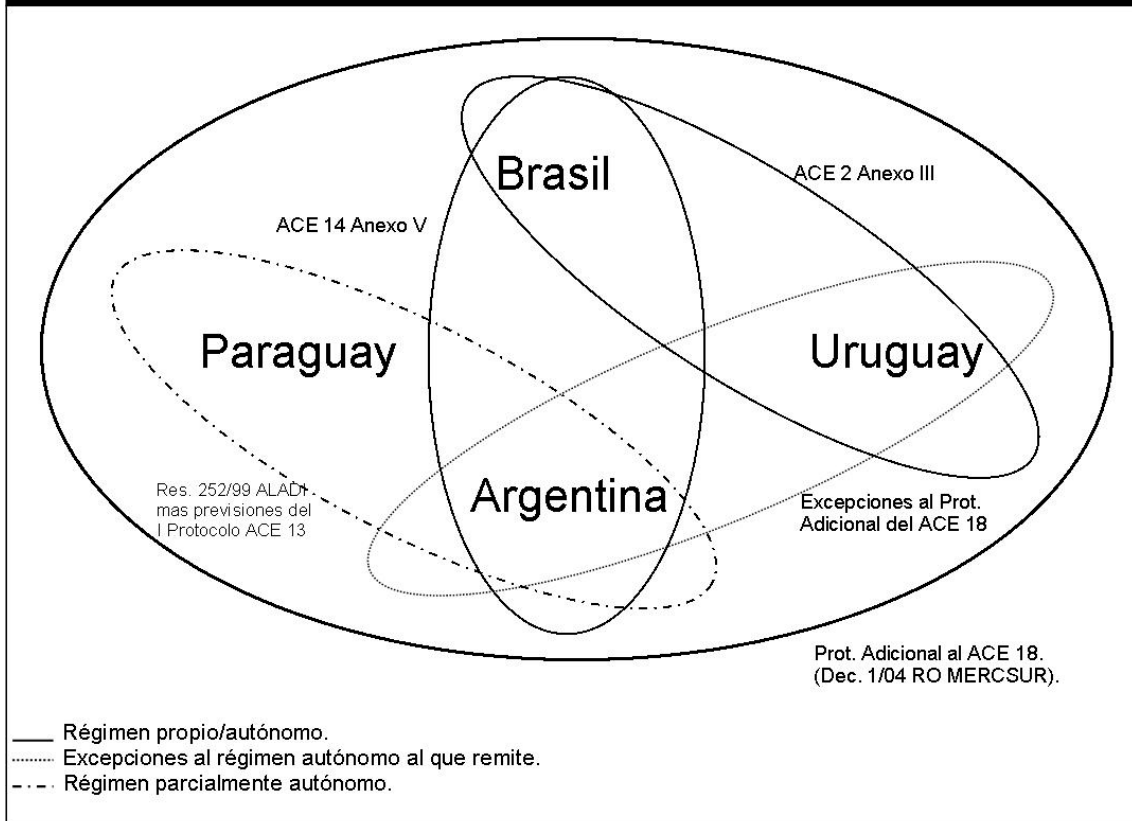 Brasil
ACE 2 Anexo III
ACE 14 Anexo V
Paraguay
Uruguay
Argentina
Res. 252/99 ALADI
mas previsiones del
I Protocolo ACE 13
Excepciones al Prot.
Adicional del ACE 18
Prot. Adicional al ACE 18.
(Dec. 1/04 RO MERCSUR).
Régimen propio/autónomo.
Excepciones al régimen autónomo al que remite.
Régimen parcialmente autónomo.